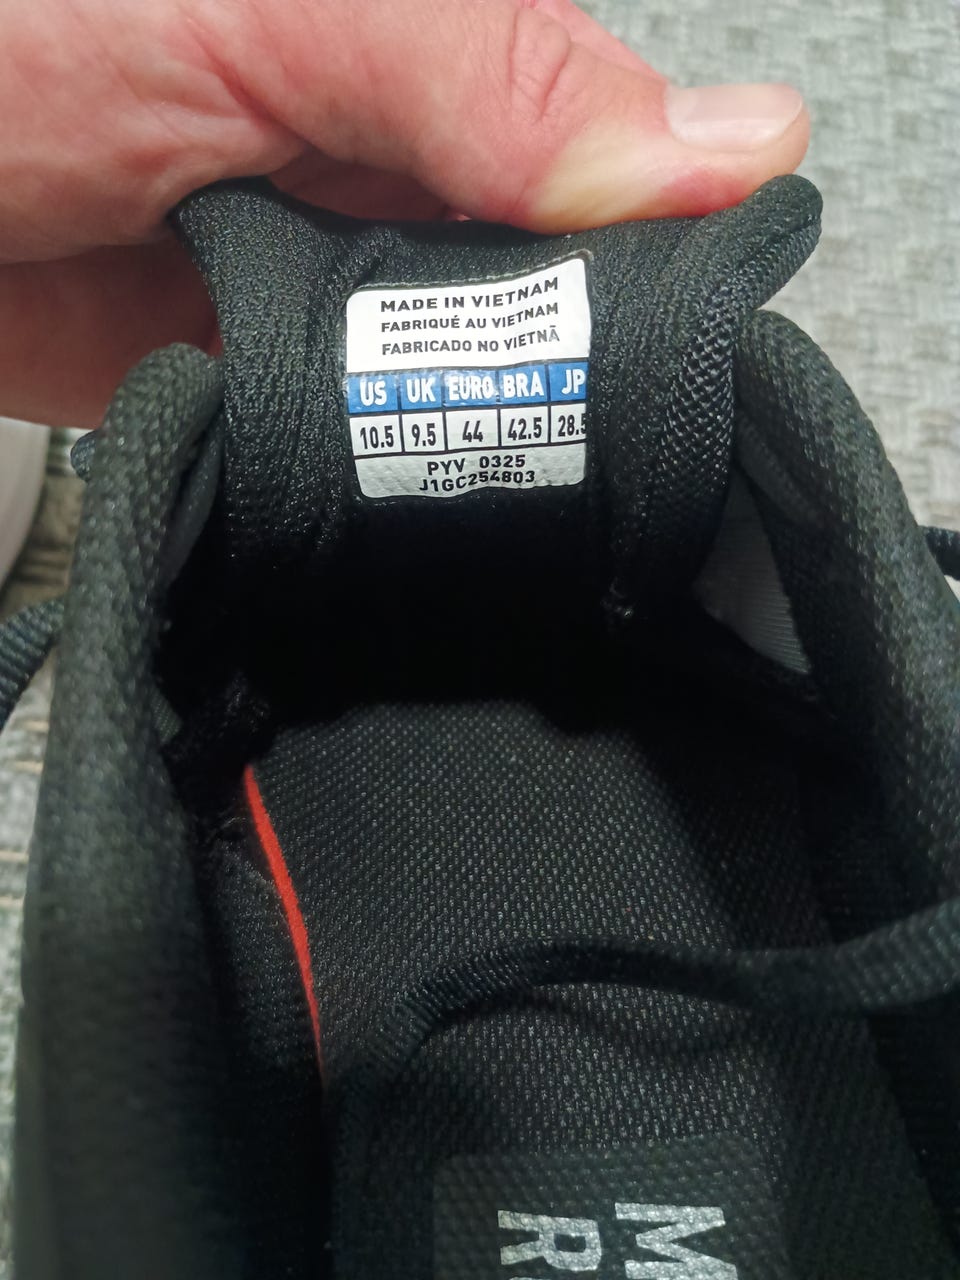 MADE IN VIETNAM
FABRIQUÉ AU VIETNAM
FABRICADO NO VIETNÃ
US UK EURO. BRA JP
10.5 9.5 44 42.5 28.5
PYV 0325
J1GC254803